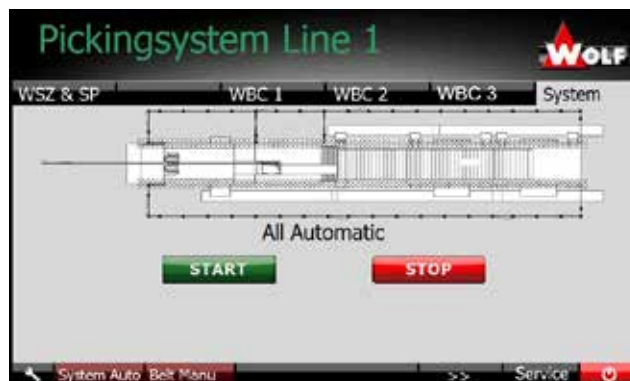 Pickingsystem Line 1
WOLF
WSZ & SP WBC 1 WBC 2 WBC 3 System
All Automatic
START STOP
System Auto Belt Manu >> Service